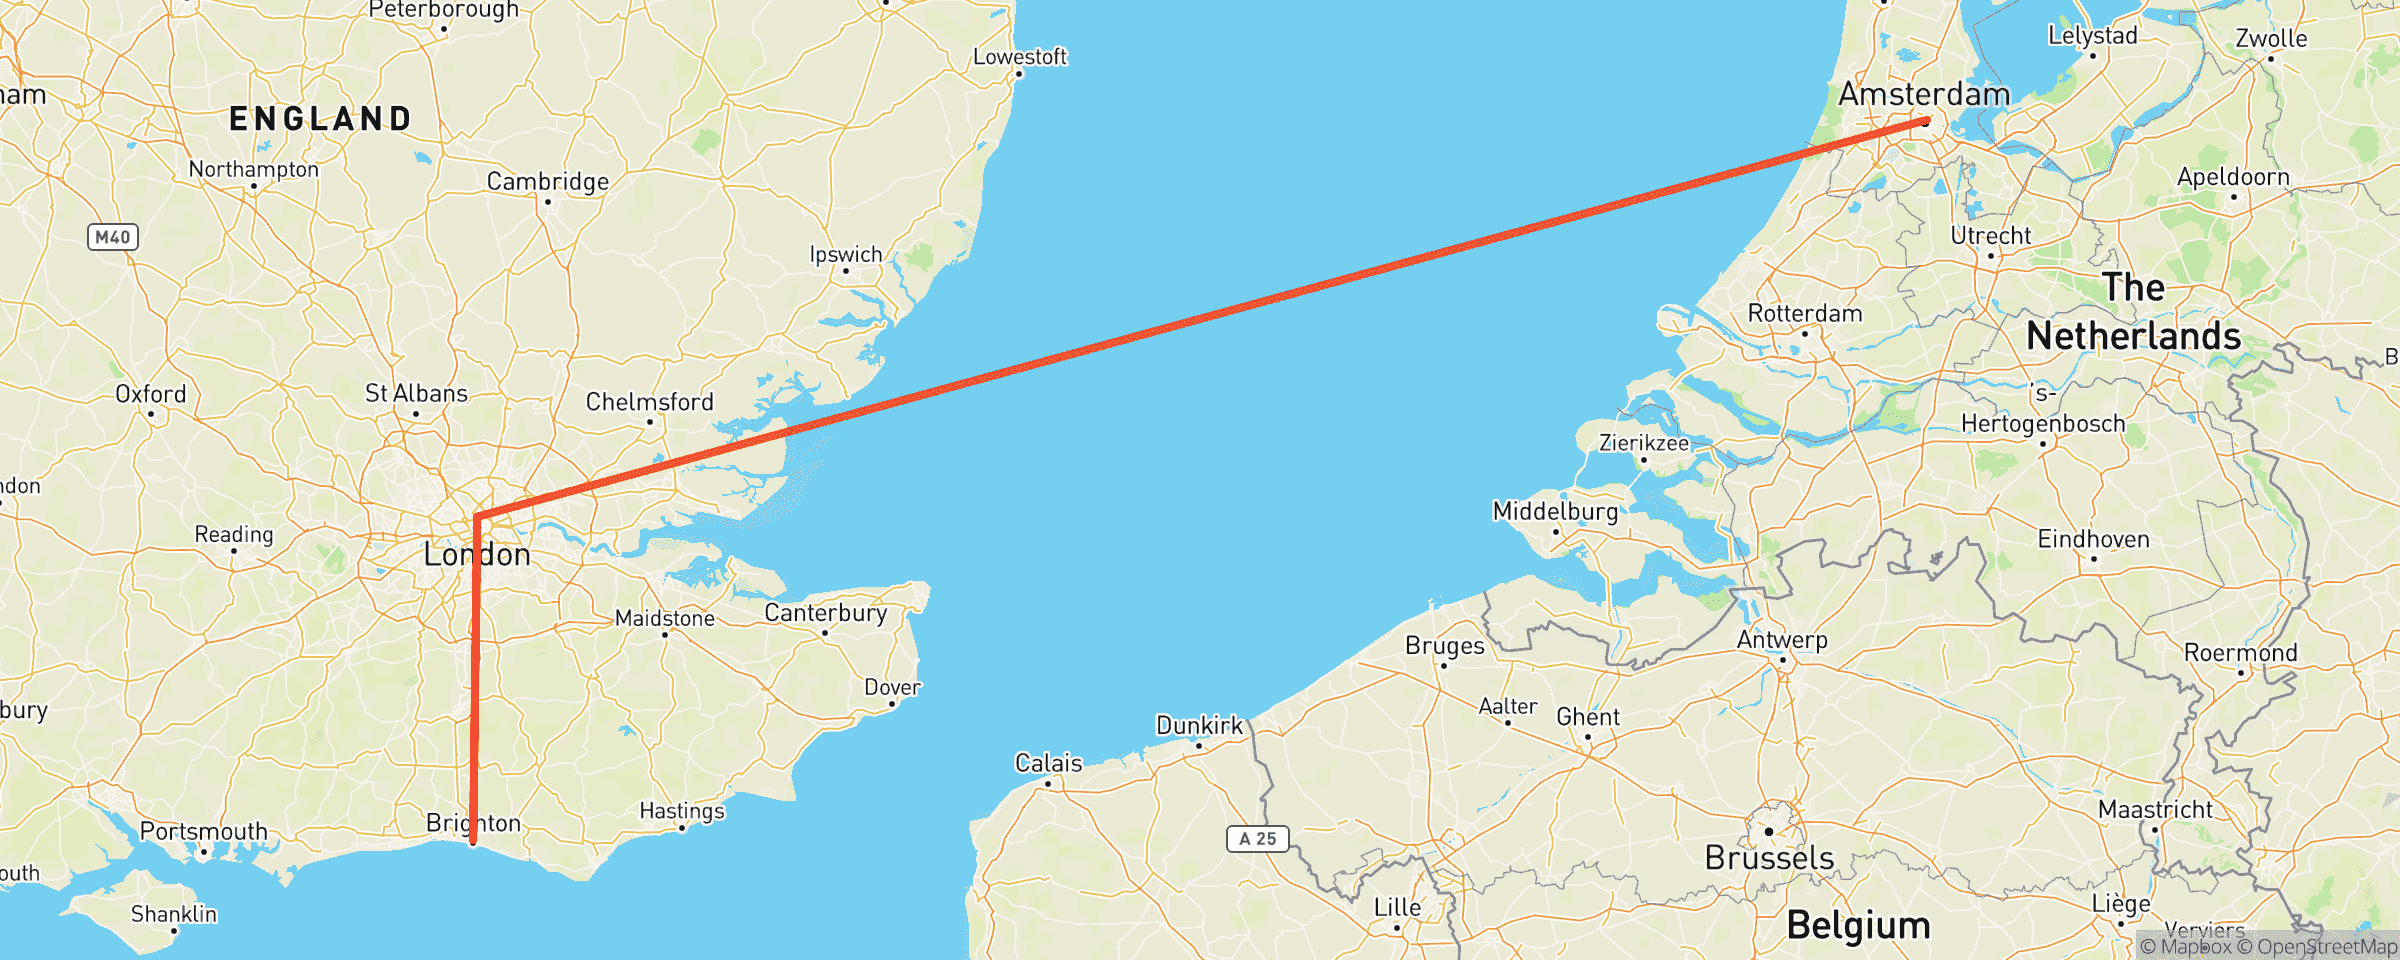 Peterborough
Lowestoft
Lelystad
Zwolle
ham
ENGLAND
Amsterdam
Northampton
Cambridge
Apeldoorn
M40
Ipswich
Utrecht
The
Netherlands
Rotterdam
B
Oxford
St Albans
Chelmsford
's-
Hertogenbosch
Zierikzee
ndon
Middelburg
Reading
London
Eindhoven
Maidstone
Canterbury
Bruges
Antwerp
Roermond
Dover
bury
Aalter
Ghent
Dunkirk
Calais
Hastings
Maastricht
Brighton
Portsmouth
A 25
Brussels
outh
Shanklin
Lille
Liège
Belgium
Verviers
© Mapbox © OpenStreetMap